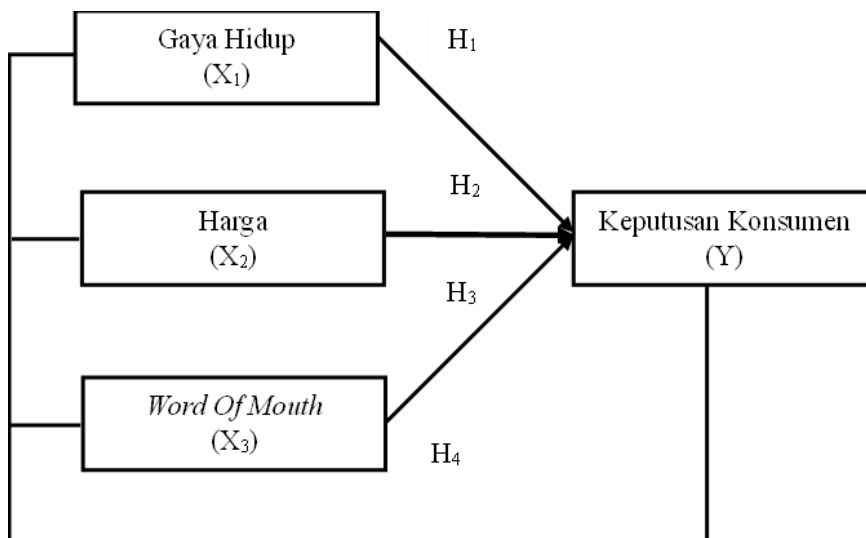 Gaya Hidup
(X₁)
H₁
H₂
Harga
(X₂)
Keputusan Konsumen
(Y)
H₃
Word Of Mouth
(X₃)
H₄